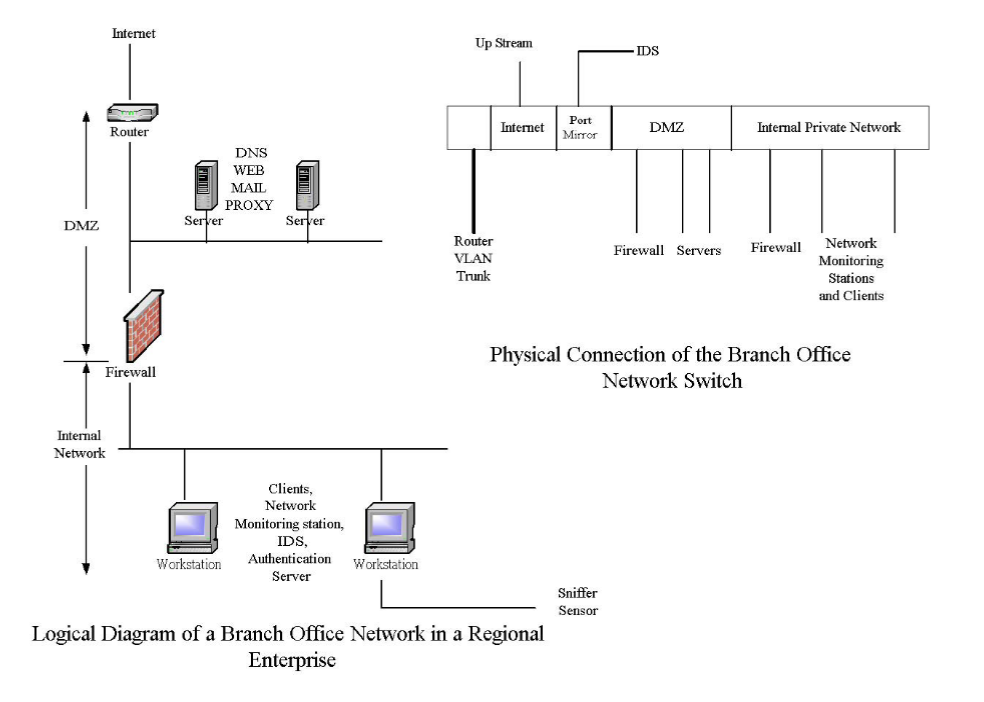 Internet
Router
DNS
WEB
MAIL
PROXY
Server
Server
DMZ
Firewall
Internal
Network
Clients,
Network
Monitoring station,
IDS,
Authentication
Server
Workstation
Workstation
Sniffer
Sensor
Logical Diagram of a Branch Office Network in a Regional
Enterprise
Up Stream
IDS
Internet
Port
Mirror
DMZ
Internal Private Network
Router
VLAN
Trunk
Firewall
Servers
Firewall
Network
Monitoring
Stations
and Clients
Physical Connection of the Branch Office
Network Switch